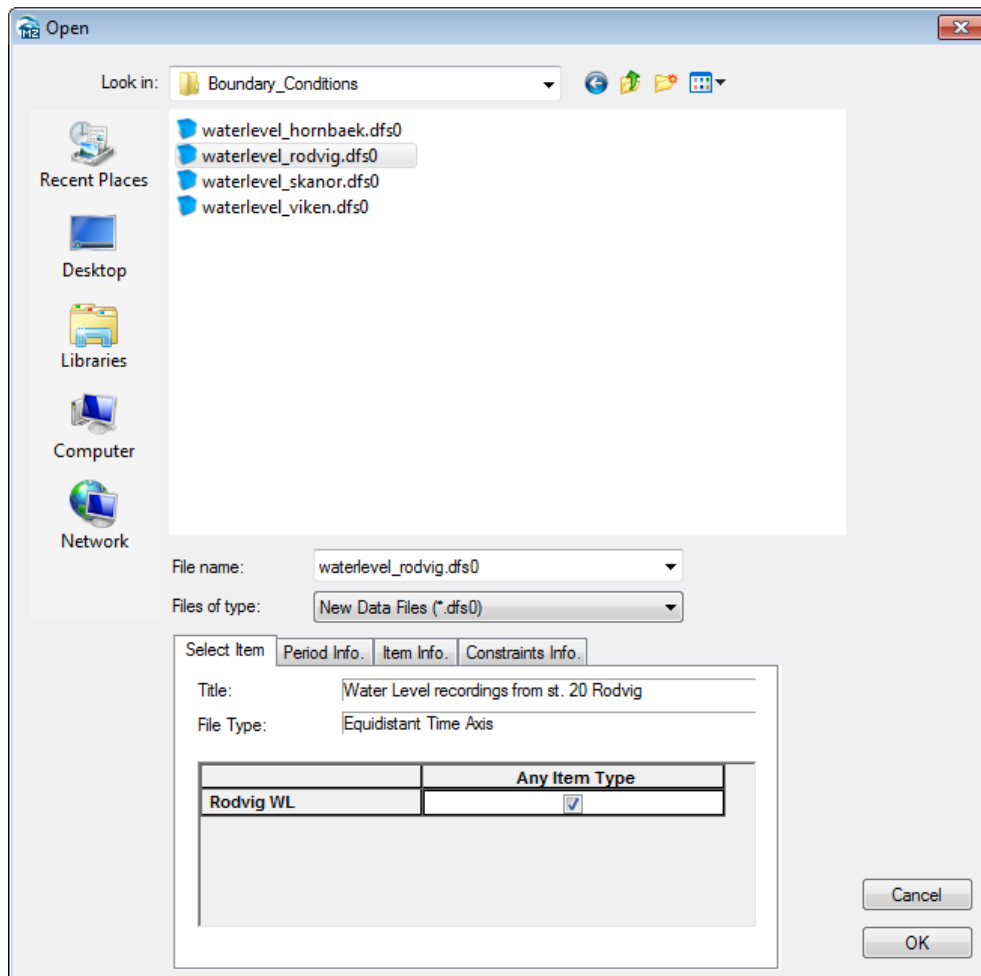 Open
Look in: Boundary_Conditions
waterlevel_hornbaek.dfs0
waterlevel_rodvig.dfs0
waterlevel_skanor.dfs0
waterlevel_viken.dfs0
Recent Places
Desktop
Libraries
Computer
Network
File name: waterlevel_rodvig.dfs0
Files of type: New Data Files (*.dfs0)
Select Item Period Info. Item Info. Constraints Info.
Title: Water Level recordings from st. 20 Rodvig
File Type: Equidistant Time Axis
Any Item Type
Rodvig WL
Cancel
OK